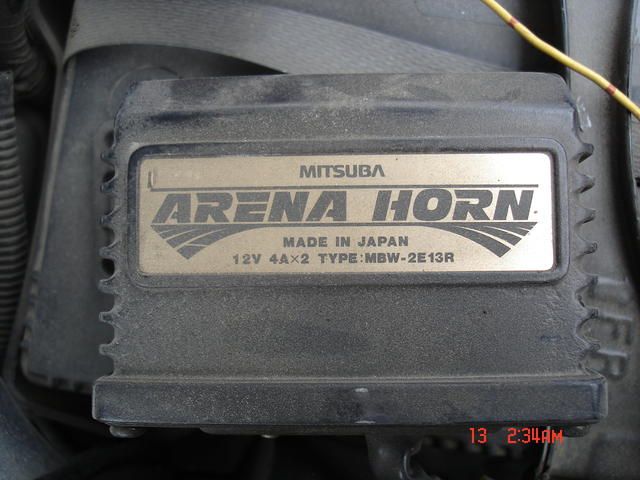 MITSUBA
ARENA HORN
MADE IN JAPAN
12V 4A×2 TYPE:MBW-2E13R
13 2:34AM